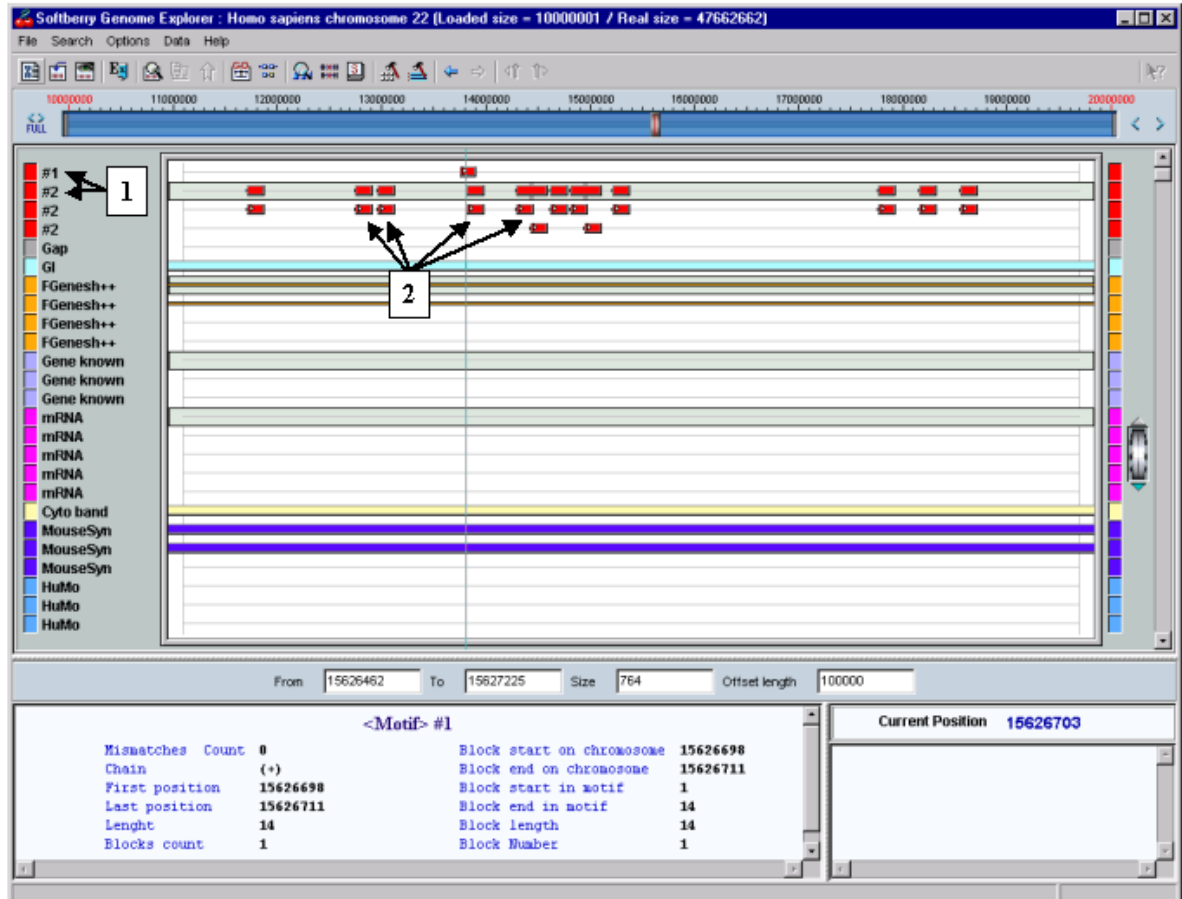 Softberry Genome Explorer : Homo sapiens chromosome 22 (Loaded size = 10000001 / Real size = 47662662)
File Search Options Data Help
10000000 11000000 12000000 13000000 14000000 15000000 16000000 17000000 18000000 19000000 20000000
FULL
#1
1
#2
#2
#2
Gap
GI
2
FGenesh++
FGenesh++
FGenesh++
FGenesh++
Gene known
Gene known
Gene known
mRNA
mRNA
mRNA
mRNA
mRNA
Cyto band
MouseSyn
MouseSyn
MouseSyn
HuMo
HuMo
HuMo
From 15626462 To 15627225 Size 764 Offset length 100000
<Motif> #1
Mismatches Count 0 Block start on chromosome 15626698
Chain (+) Block end on chromosome 15626711
First position 15626698 Block start in motif 1
Last position 15626711 Block end in motif 14
Lenght 14 Block length 14
Blocks count 1 Block Number 1
Current Position 15626703